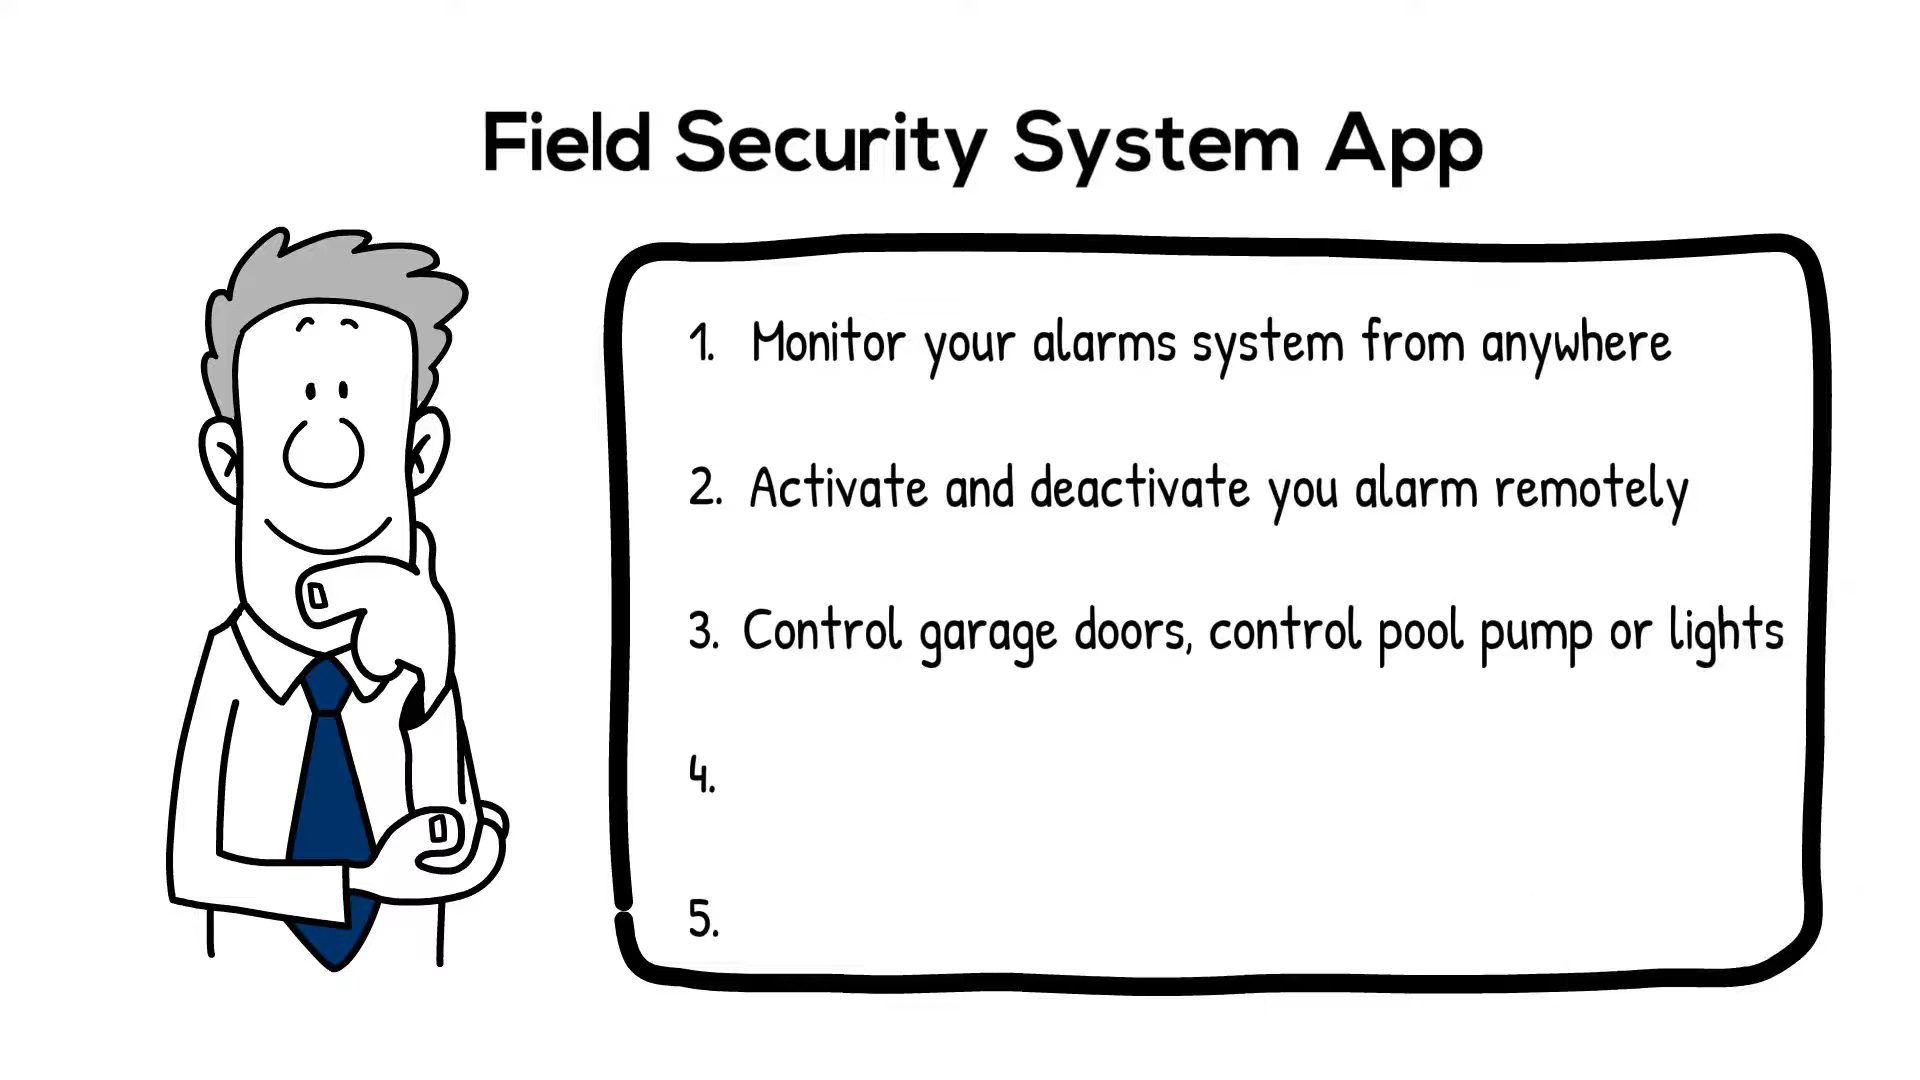 Field Security System App
1. Monitor your alarms system from anywhere
2. Activate and deactivate you alarm remotely
3. Control garage doors, control pool pump or lights
4.
5.